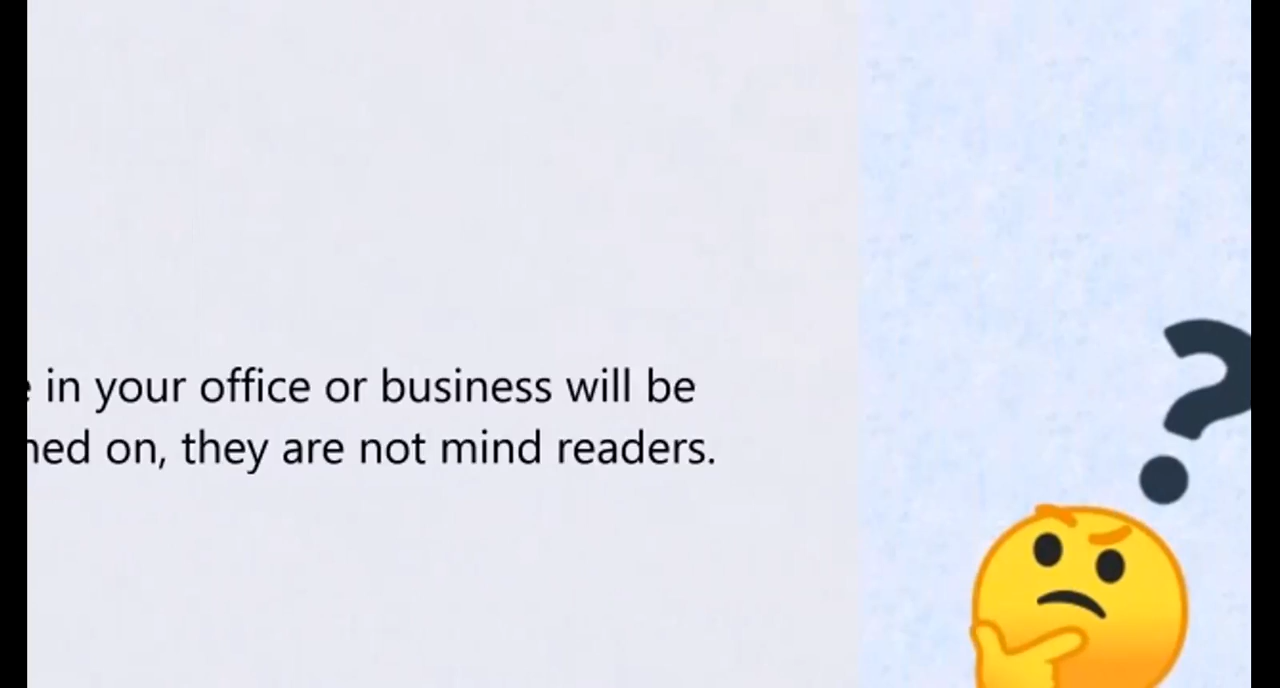 in your office or business will be
on, they are not mind readers.
?